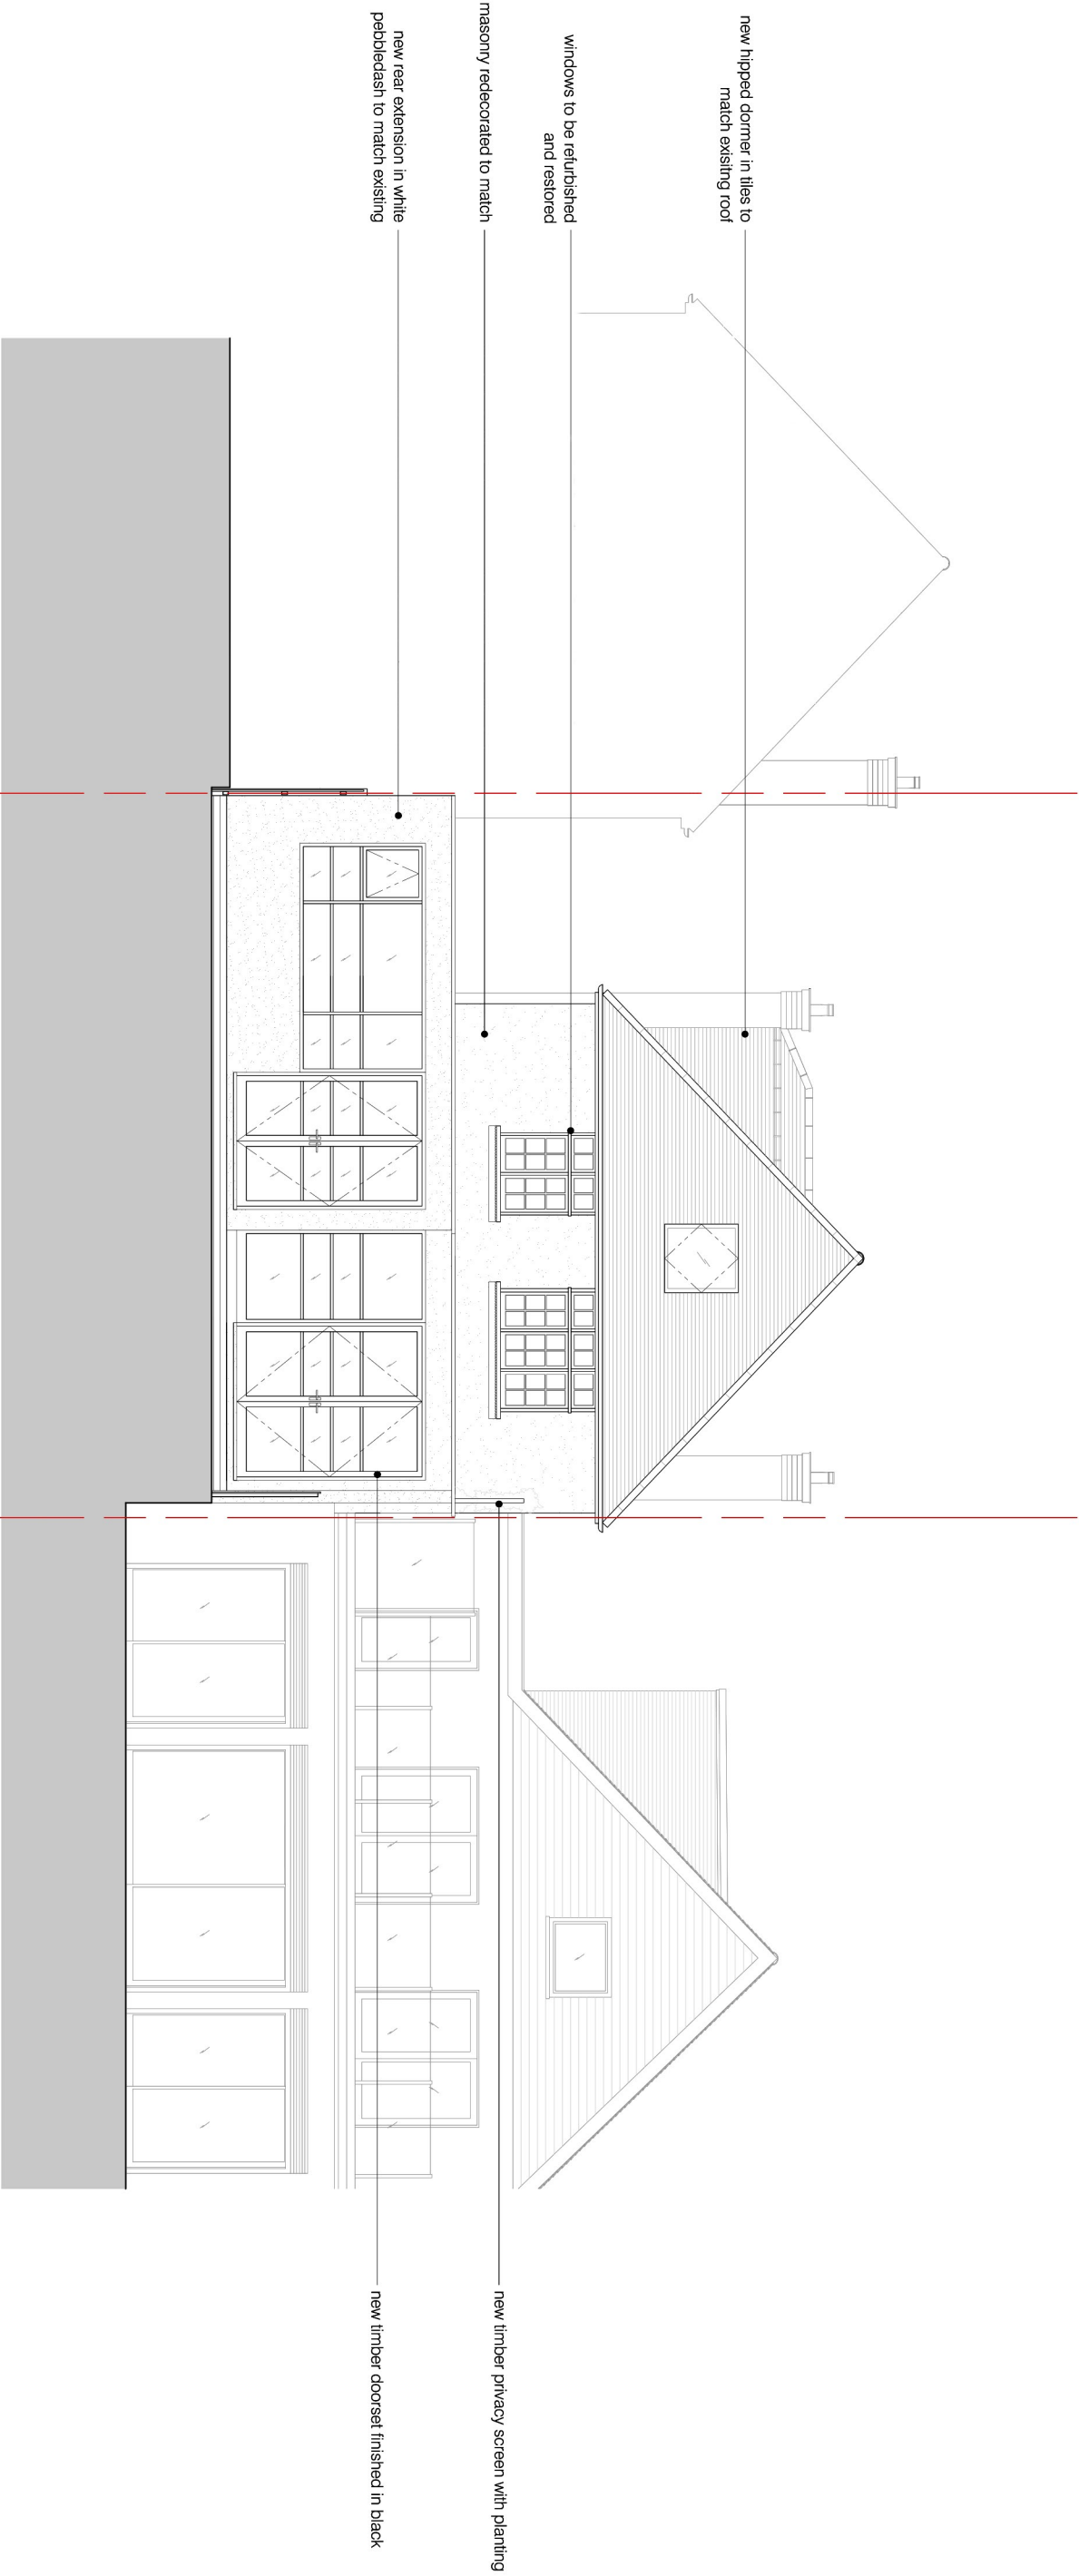 new hipped dormer in tiles to
match exisitng roof
windows to be refurbished
and restored
masonry redecorated to match
new rear extension in white
pebbledash to match existing
new timber privacy screen with planting
new timber doorset finished in black